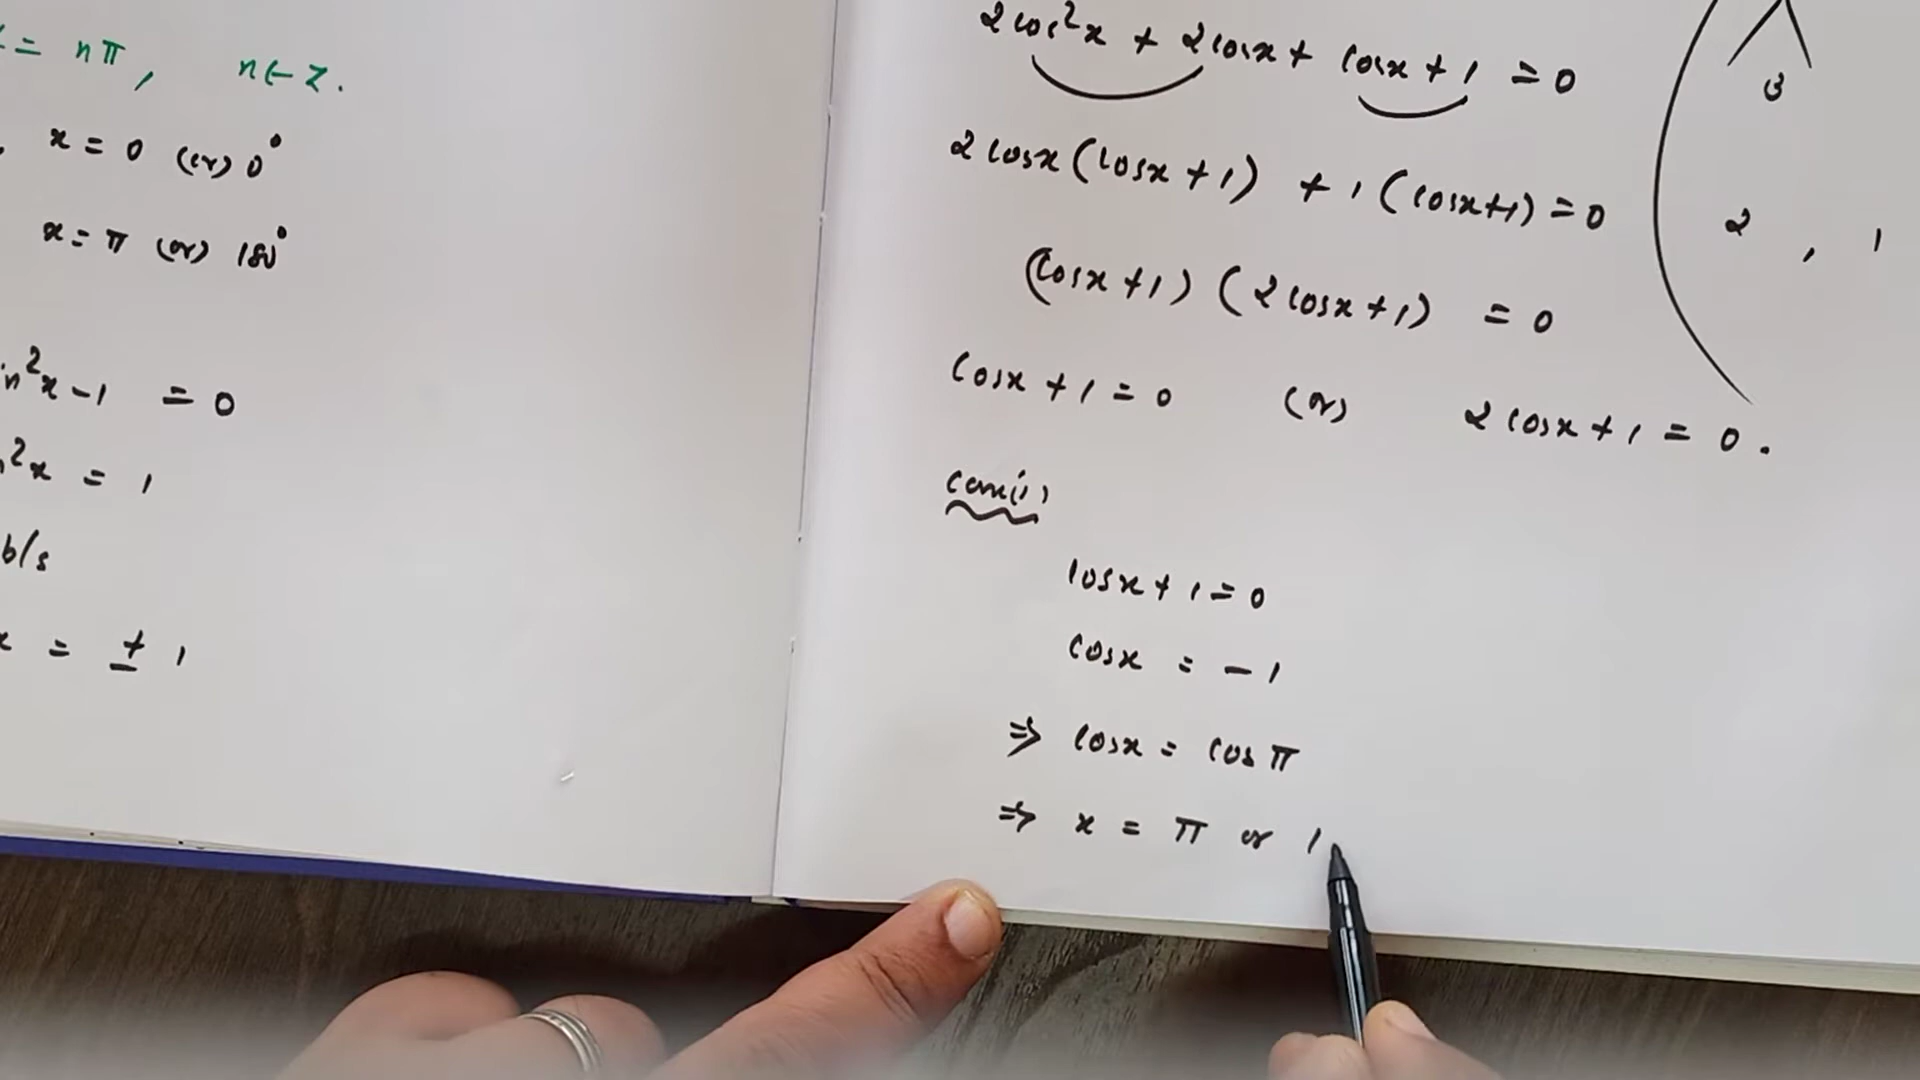 = nπ, n ∈ Z.
x = 0 (or) 0°
x = π (or) 180°
in²x - 1 = 0
²x = 1
b/s
x = ± 1
2cos²x + 2cosx + cosx + 1 = 0
2cosx(cosx + 1) + 1(cosx+1) = 0
(cosx + 1) (2cosx + 1) = 0
cosx + 1 = 0 (or) 2cosx + 1 = 0.
case(i)
cosx + 1 = 0
cosx = - 1
⇒ cosx = cos π
⇒ x = π or 1
3
2 , 1